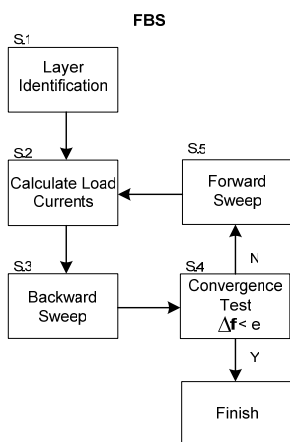 FBS
S.1
Layer
Identification
S.2
Calculate Load
Currents
S.3
Backward
Sweep
S.5
Forward
Sweep
N
S.4
Convergence
Test
Δf < e
Y
Finish